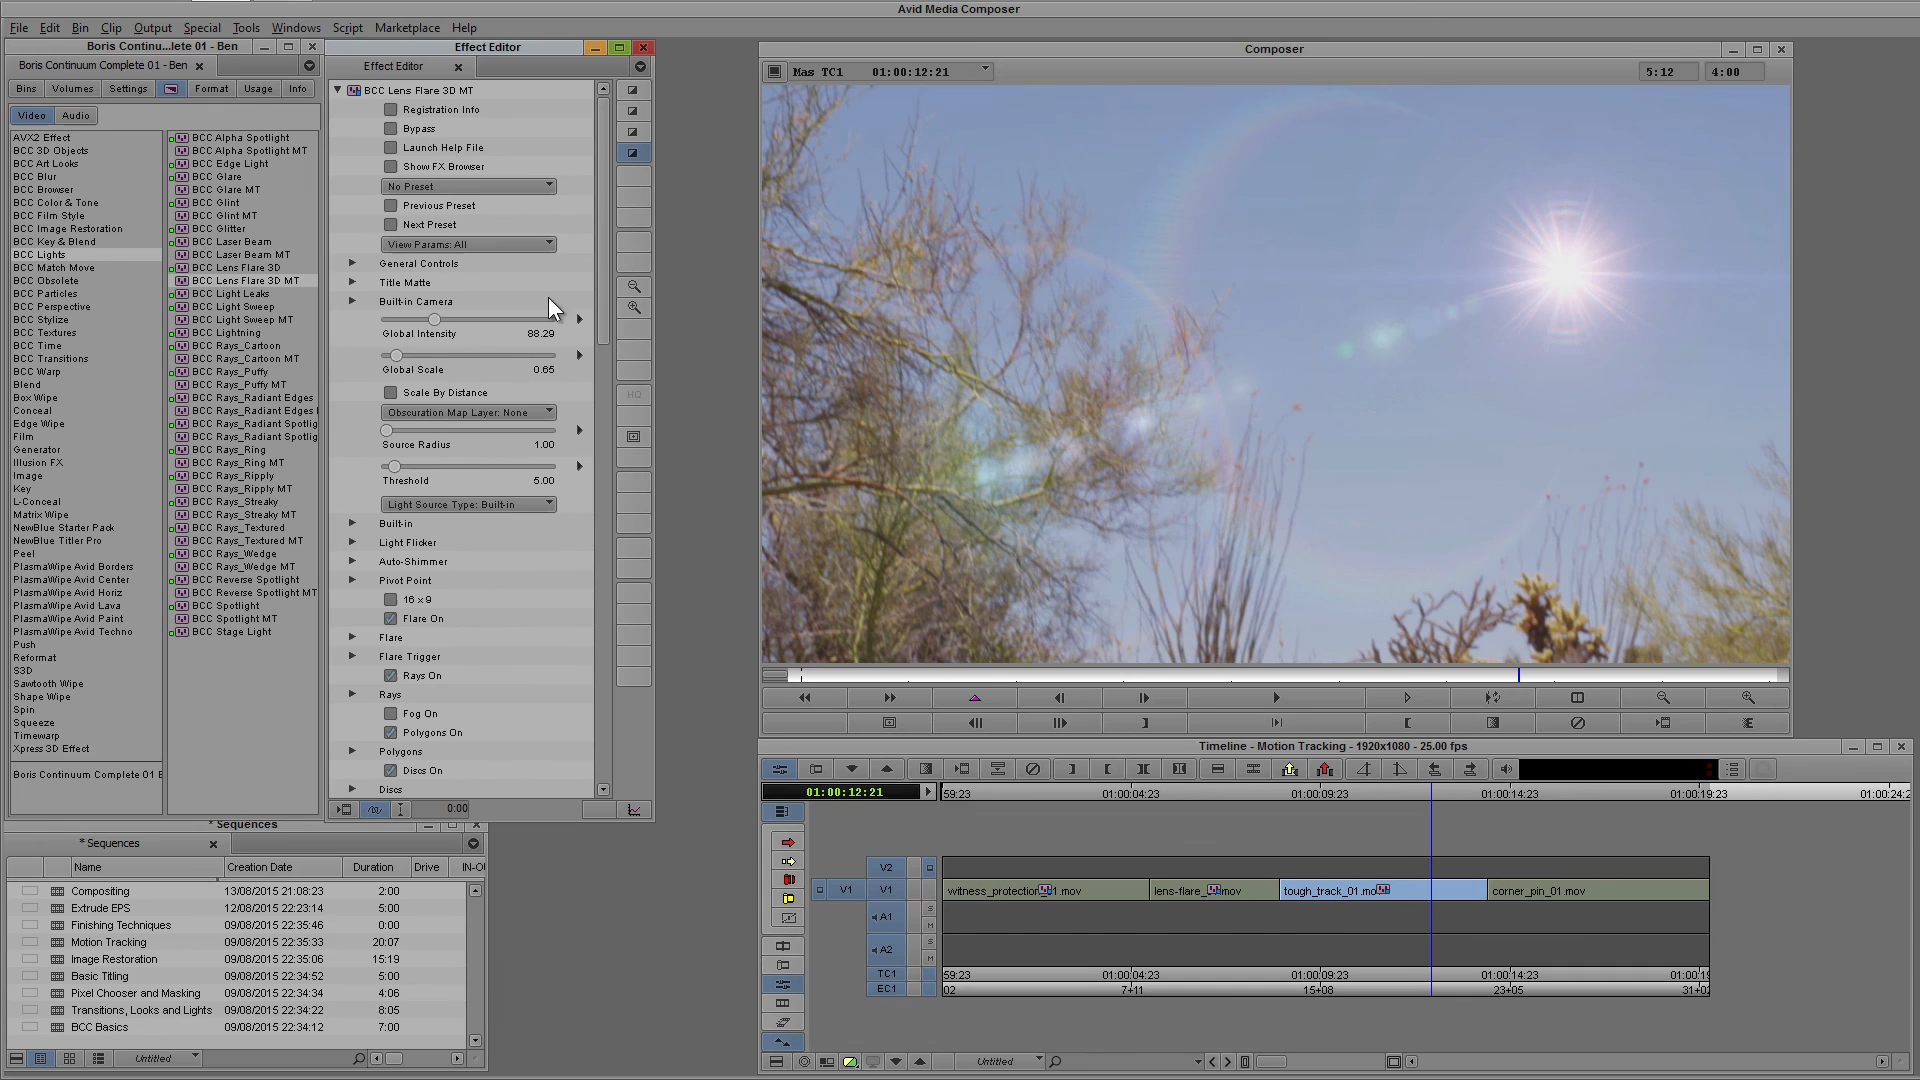 Avid Media Composer
File Edit Bin Clip Output Special Tools Windows Script Marketplace Help
Boris Continu...lete 01 - Ben
Boris Continuum Complete 01 - Ben
Bins Volumes Settings Format Usage Info
Video Audio
AVX2 Effect
BCC 3D Objects
BCC Art Looks
BCC Blur
BCC Browser
BCC Color & Tone
BCC Film Style
BCC Image Restoration
BCC Key & Blend
BCC Lights
BCC Match Move
BCC Obsolete
BCC Particles
BCC Perspective
BCC Stylize
BCC Textures
BCC Time
BCC Transitions
BCC Warp
Blend
Box Wipe
Conceal
Edge Wipe
Film
Generator
Illusion FX
Image
Key
L-Conceal
Matrix Wipe
NewBlue Starter Pack
NewBlue Titler Pro
Peel
PlasmaWipe Avid Borders
PlasmaWipe Avid Center
PlasmaWipe Avid Horiz
PlasmaWipe Avid Lava
PlasmaWipe Avid Paint
PlasmaWipe Avid Techno
Push
Reformat
S3D
Sawtooth Wipe
Shape Wipe
Spin
Squeeze
Timewarp
Xpress 3D Effect
Boris Continuum Complete 01 B
BCC Alpha Spotlight
BCC Alpha Spotlight MT
BCC Edge Light
BCC Glare
BCC Glare MT
BCC Glint
BCC Glint MT
BCC Glitter
BCC Laser Beam
BCC Laser Beam MT
BCC Lens Flare 3D
BCC Lens Flare 3D MT
BCC Light Leaks
BCC Light Sweep
BCC Light Sweep MT
BCC Lightning
BCC Rays_Cartoon
BCC Rays_Cartoon MT
BCC Rays_Puffy
BCC Rays_Puffy MT
BCC Rays_Radiant Edges
BCC Rays_Radiant Edges
BCC Rays_Radiant Spotlig
BCC Rays_Radiant Spotlig
BCC Rays_Ring
BCC Rays_Ring MT
BCC Rays_Ripply
BCC Rays_Ripply MT
BCC Rays_Streaky
BCC Rays_Streaky MT
BCC Rays_Textured
BCC Rays_Textured MT
BCC Rays_Wedge
BCC Rays_Wedge MT
BCC Reverse Spotlight
BCC Reverse Spotlight MT
BCC Spotlight
BCC Spotlight MT
BCC Stage Light
Effect Editor
Effect Editor
BCC Lens Flare 3D MT
Registration Info
Bypass
Launch Help File
Show FX Browser
No Preset
Previous Preset
Next Preset
View Params: All
General Controls
Title Matte
Built-in Camera
Global Intensity 88.29
Global Scale 0.65
Scale By Distance
Obscuration Map Layer: None
Source Radius 1.00
Threshold 5.00
Light Source Type: Built-in
Built-in
Light Flicker
Auto-Shimmer
Pivot Point
16 x 9
Flare On
Flare
Flare Trigger
Rays On
Rays
Fog On
Polygons On
Polygons
Discs On
Discs
0:00
HQ
Composer
Mas TC1 01:00:12:21 5:12 4:00
* Sequences
* Sequences
Name Creation Date Duration Drive IN-O
Compositing 13/08/2015 21:08:23 2:00
Extrude EPS 12/08/2015 22:23:14 5:00
Finishing Techniques 09/08/2015 22:35:46 0:00
Motion Tracking 09/08/2015 22:35:33 20:07
Image Restoration 09/08/2015 22:35:06 15:19
Basic Titling 09/08/2015 22:34:52 5:00
Pixel Chooser and Masking 09/08/2015 22:34:34 4:06
Transitions, Looks and Lights 09/08/2015 22:34:22 8:05
BCC Basics 09/08/2015 22:34:12 7:00
Untitled
Timeline - Motion Tracking - 1920x1080 - 25.00 fps
01:00:12:21
59:23 01:00:04:23 01:00:09:23 01:00:14:23 01:00:19:23 01:00:24:2
V2
V1 V1 witness_protection_01.mov lens-flare_ mov tough_track_01.mo corner_pin_01.mov
A1 S M
A2 S M
TC1 59:23 01:00:04:23 01:00:09:23 01:00:14:23 01:00:19
EC1 02 7+11 15+08 23+05 31+02
Untitled